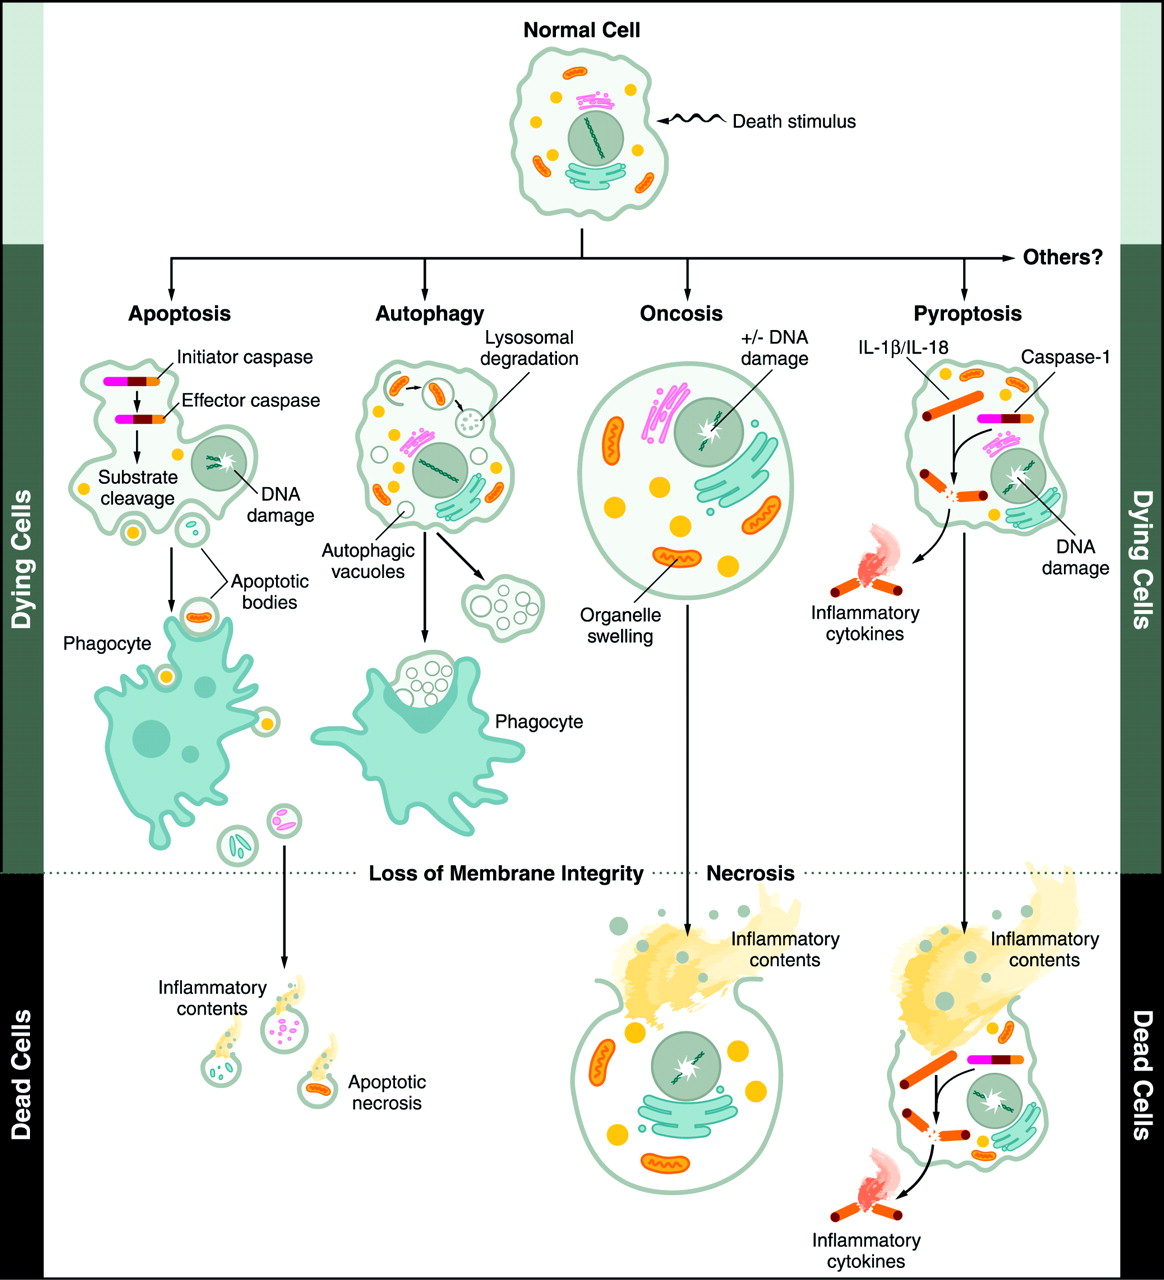 Normal Cell
Death stimulus
Others?
Apoptosis
Autophagy
Oncosis
Pyroptosis
Initiator caspase
Effector caspase
Substrate
cleavage
DNA
damage
Apoptotic
bodies
Phagocyte
Lysosomal
degradation
Autophagic
vacuoles
Phagocyte
+/- DNA
damage
Organelle
swelling
IL-1β/IL-18
Caspase-1
DNA
damage
Inflammatory
cytokines
Dying Cells
Dying Cells
Loss of Membrane Integrity
Necrosis
Inflammatory
contents
Apoptotic
necrosis
Inflammatory
contents
Inflammatory
contents
Inflammatory
cytokines
Dead Cells
Dead Cells